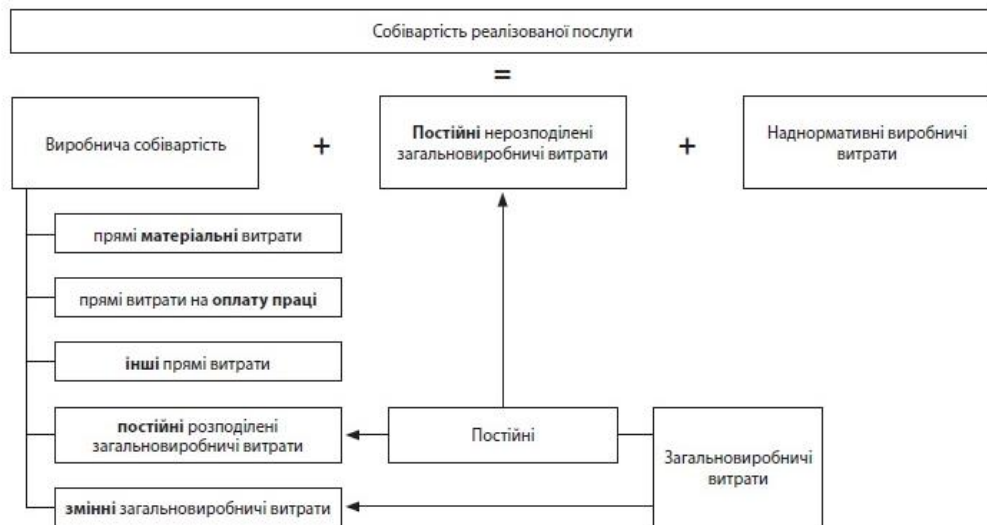 Собівартість реалізованої послуги
=
Виробнича собівартість
+
Постійні нерозподілені
загальновиробничі витрати
+
Наднормативні виробничі
витрати
прямі матеріальні витрати
прямі витрати на оплату праці
інші прямі витрати
постійні розподілені
загальновиробничі витрати
Постійні
Загальновиробничі
витрати
змінні загальновиробничі витрати